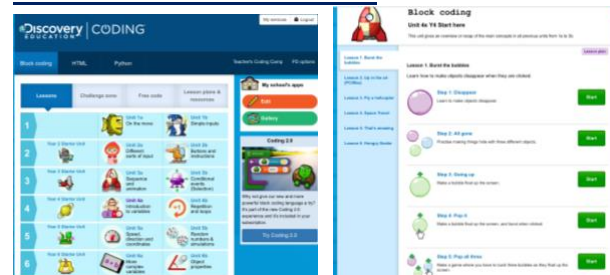 Discovery EDUCATION | CODING
My services Logout
Block coding HTML Python
Teacher's Coding Camp PS options
Lessons Challenge zone Free code Lesson plans & resources
1 Unit 1a On the move Unit 1b Simple inputs
2 Year 2 Starter Unit Unit 2a Different sorts of input Unit 2b Buttons and instructions
3 Year 3 Starter Unit Unit 3a Sequence and animation Unit 3b Conditional events (Selection)
4 Year 4 Starter Unit Unit 4a Introduction to variables Unit 4b Repetition and loops
5 Year 5 Starter Unit Unit 5a Speed, direction and coordinates Unit 5b Random numbers & simulations
6 Year 6 Starter Unit Unit 6a More complex variables Unit 6b Object properties
My school's apps
Edit
Gallery
Coding 2.0
Why not give our new and more
powerful block coding language a try?
It's part of the new Coding 2.0
experience and it's included in your
subscription.
Try Coding 2.0
Block coding
Unit 4a Y4 Start here
This unit gives an overview or recap of the main concepts in all previous units from 1a to 3b.
Lesson plan
Lesson 1. Burst the bubbles
Lesson 2. Up in the air
Lesson 3. Fly a helicopter
Lesson 4. Space Travel
Lesson 5. That's amazing
Lesson 6. Hungry Alexder
Lesson 1. Burst the bubbles
Learn how to make objects disappear when they are clicked.
Step 1: Disappear
Learn to make objects disappear
Start
Step 2: All gone
Practise making things hide with three different objects.
Start
Step 3: Going up
Make a bubble float up the screen.
Start
Step 4: Pop it
Make a bubble float up the screen, and burst when clicked
Start
Step 5: Pop all three
Make a game where you have to burst three bubbles as they float up the
screen.
Start